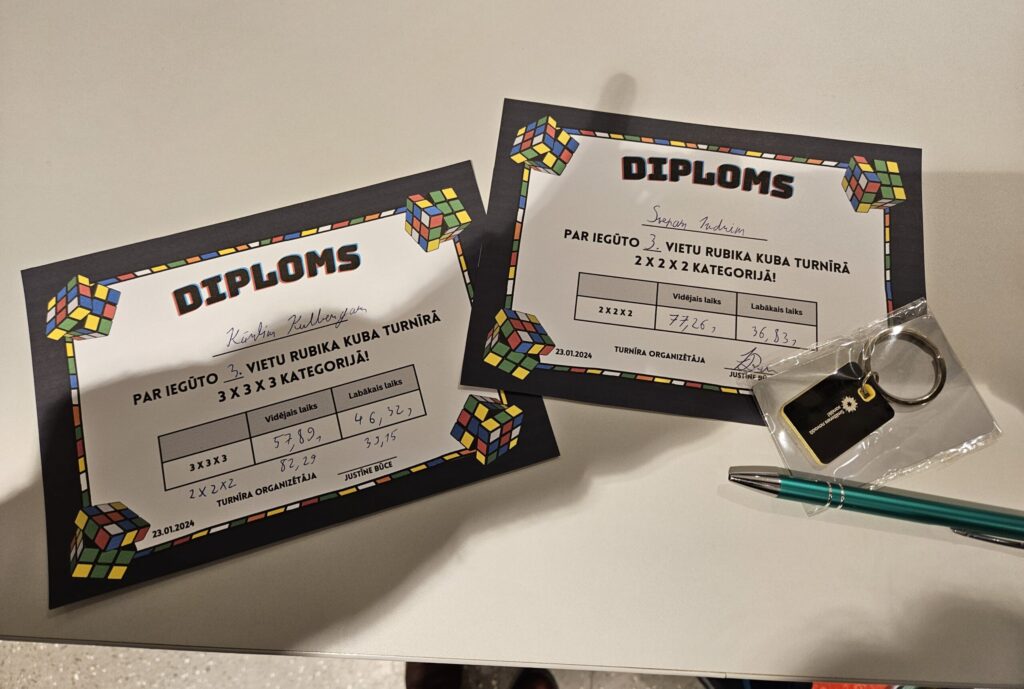 DIPLOMS
PAR IEGŪTO 3. VIETU RUBIKA KUBA TURNĪRĀ
3 X 3 X 3 KATEGORIJĀ!
Vidējais laiks Labākais laiks
3 X 3 X 3 57,89, 46,32,
2 X 2 X 2 82,29 33,15
TURNĪRA ORGANIZĒTĀJA JUSTĪNE BŪCE
23.01.2024
DIPLOMS
PAR IEGŪTO 3. VIETU RUBIKA KUBA TURNĪRĀ
2 X 2 X 2 KATEGORIJĀ!
Vidējais laiks Labākais laiks
2 X 2 X 2 77,26, 36,83,
23.01.2024 TURNĪRA ORGANIZĒTĀJA
JUSTĪNE